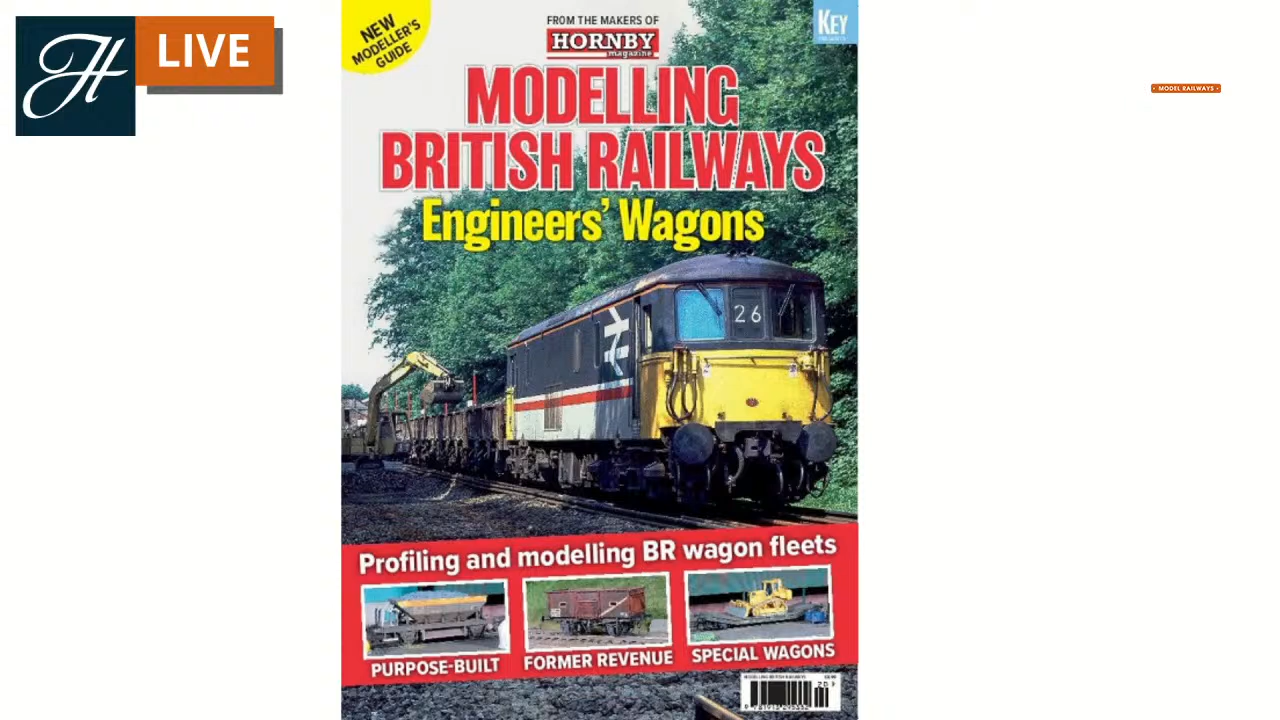 LIVE
MODEL RAILWAYS
NEW
MODELLER'S
GUIDE
FROM THE MAKERS OF
HORNBY
magazine
KEY
MODELLING
BRITISH RAILWAYS
Engineers' Wagons
26
Profiling and modelling BR wagon fleets
PURPOSE-BUILT
FORMER REVENUE
SPECIAL WAGONS